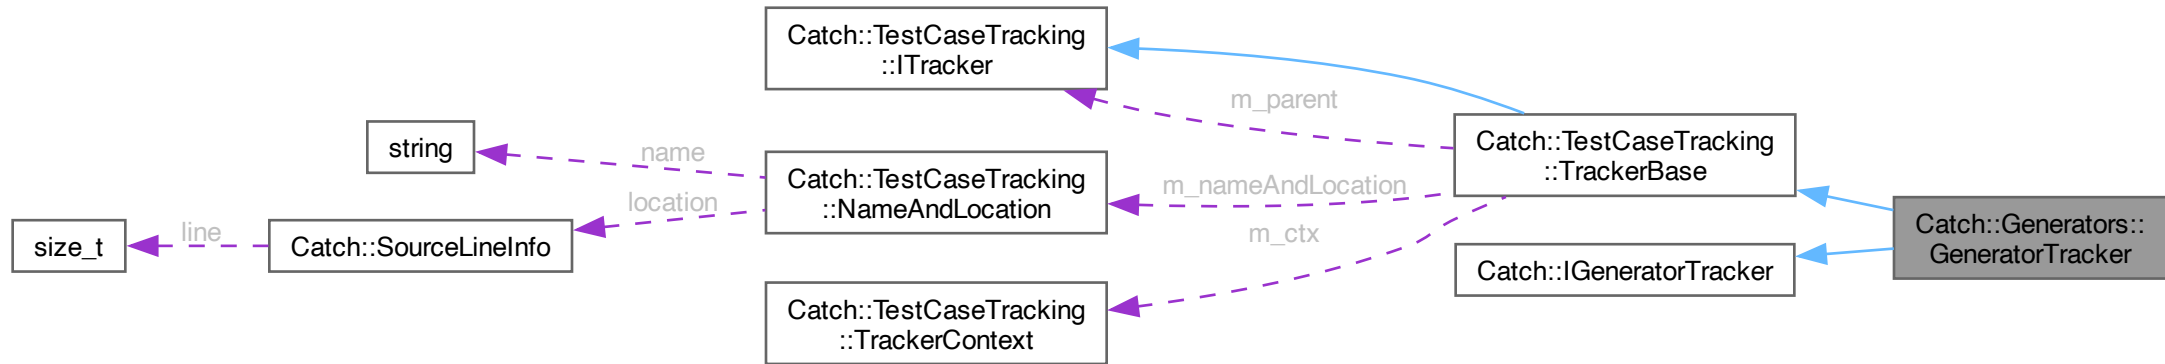 Catch::TestCaseTracking
::ITracker
m_parent
string
name
Catch::TestCaseTracking
::NameAndLocation
m_nameAndLocation
Catch::TestCaseTracking
::TrackerBase
location
size_t
line
Catch::SourceLineInfo
m_ctx
Catch::IGeneratorTracker
Catch::Generators::
GeneratorTracker
Catch::TestCaseTracking
::TrackerContext